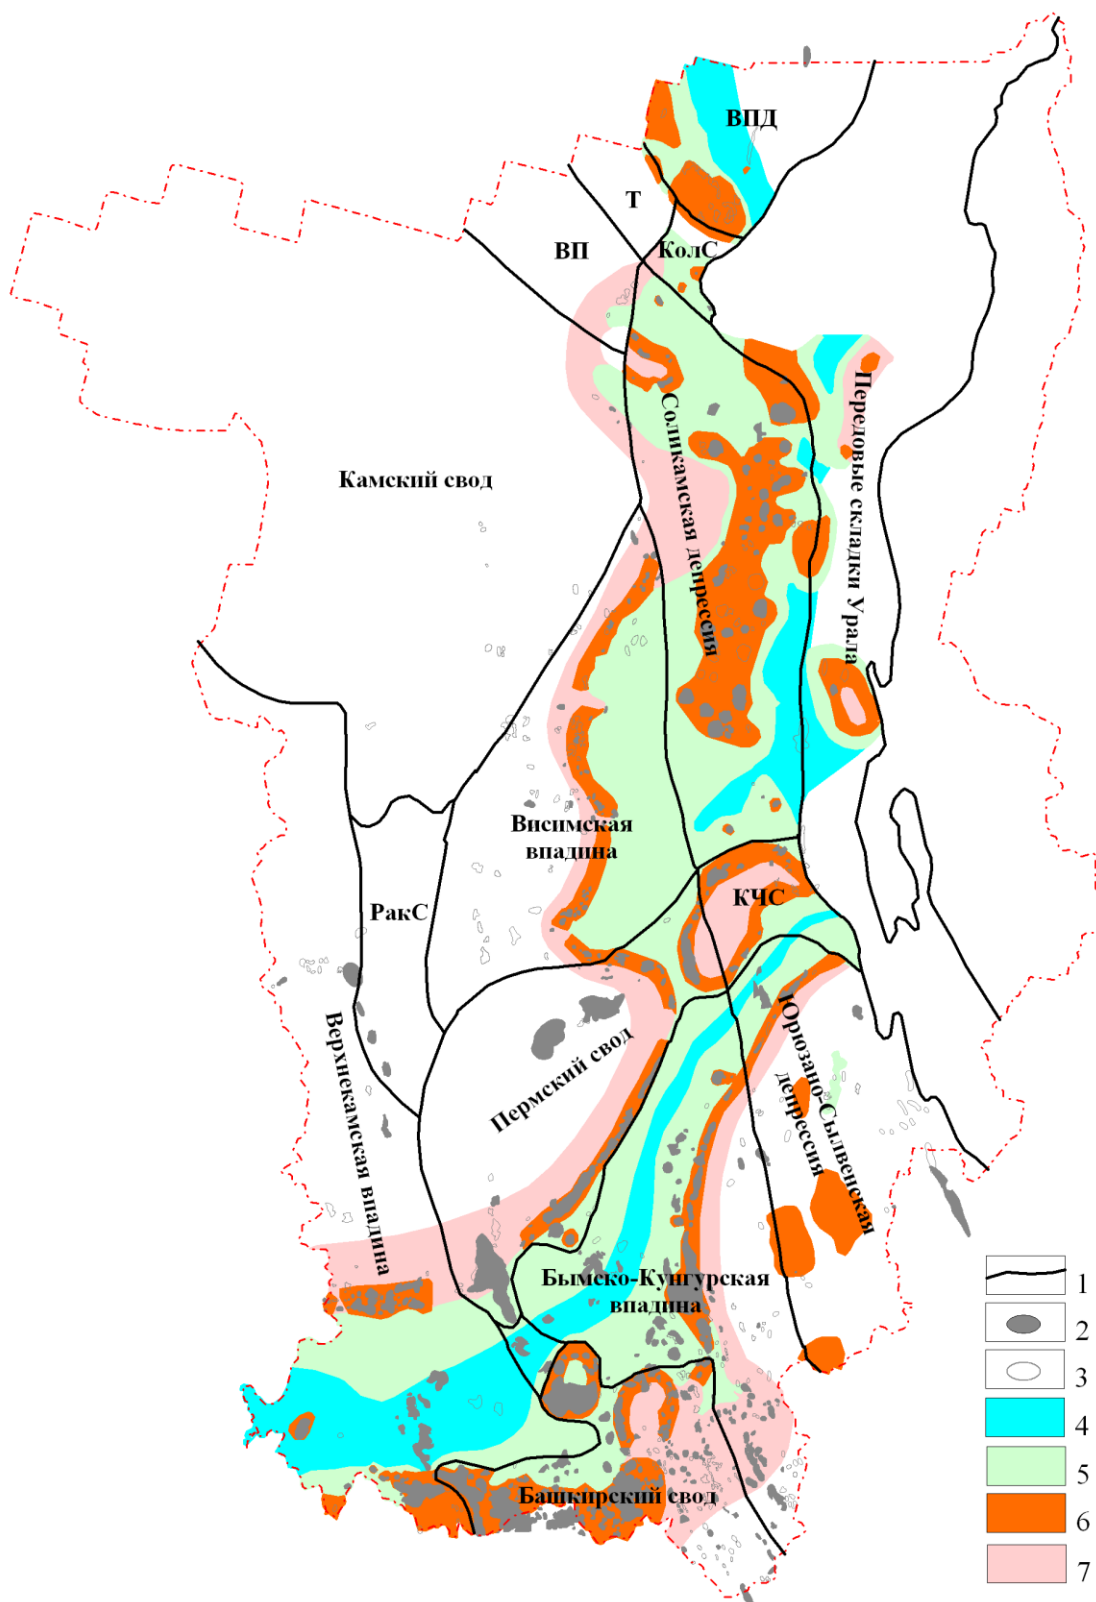 ВПД
Т
ВП
КолС
Передовые складки Урала
Соликамская депрессия
Камский свод
Висимская
впадина
КЧС
РакС
Верхнекамская впадина
Пермский свод
Юрюзано-Сылвенская
депрессия
Бымско-Кунгурская
впадина
Башкирский свод
1
2
3
4
5
6
7